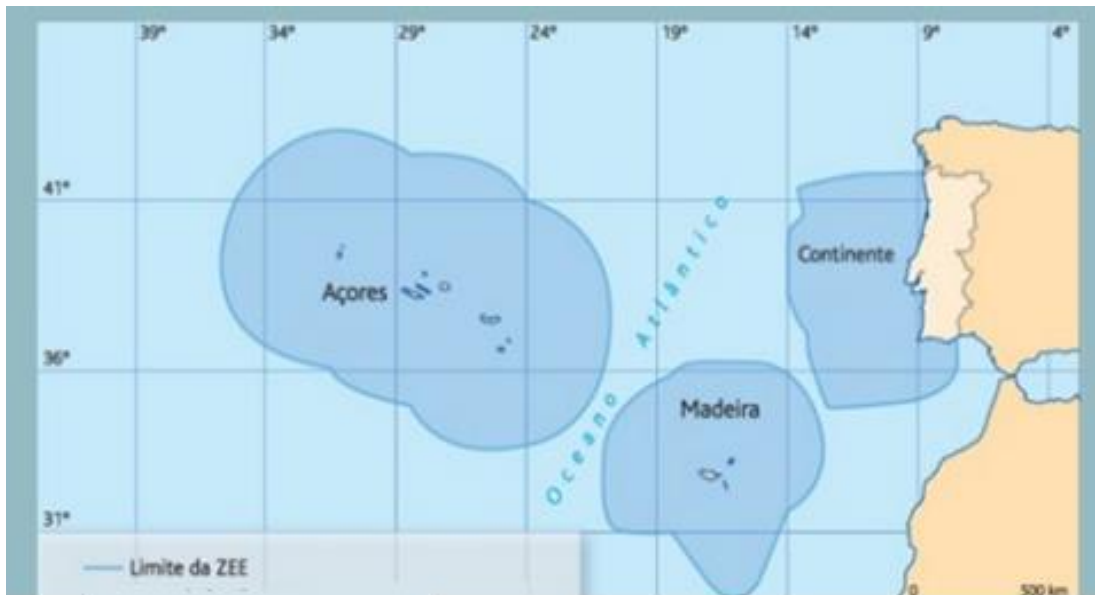 39° 34° 29° 24° 19° 14° 9° 4°
41°
Continente
Açores
Oceano Atlântico
36°
Madeira
31°
Limite da ZEE
0 500 km